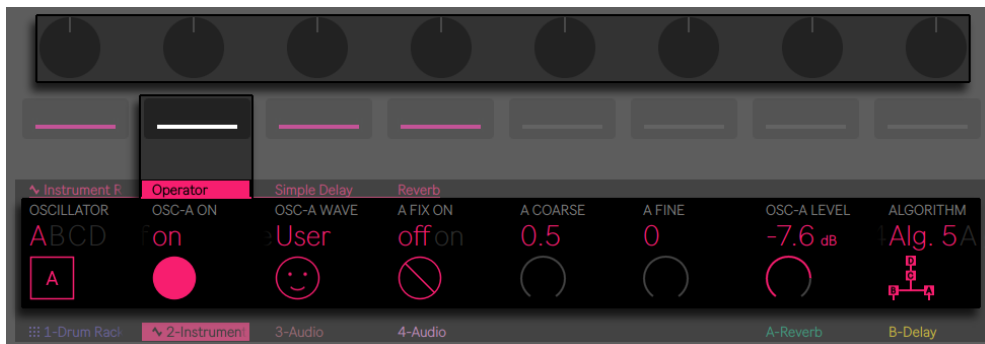 Instrument R
Operator
Simple Delay
Reverb
OSCILLATOR OSC-A ON OSC-A WAVE A FIX ON A COARSE A FINE OSC-A LEVEL ALGORITHM
ABCD on User off on 0.5 0 -7.6 dB Alg. 5
A
D
C
B A
1-Drum Rack 2-Instrument 3-Audio 4-Audio A-Reverb B-Delay